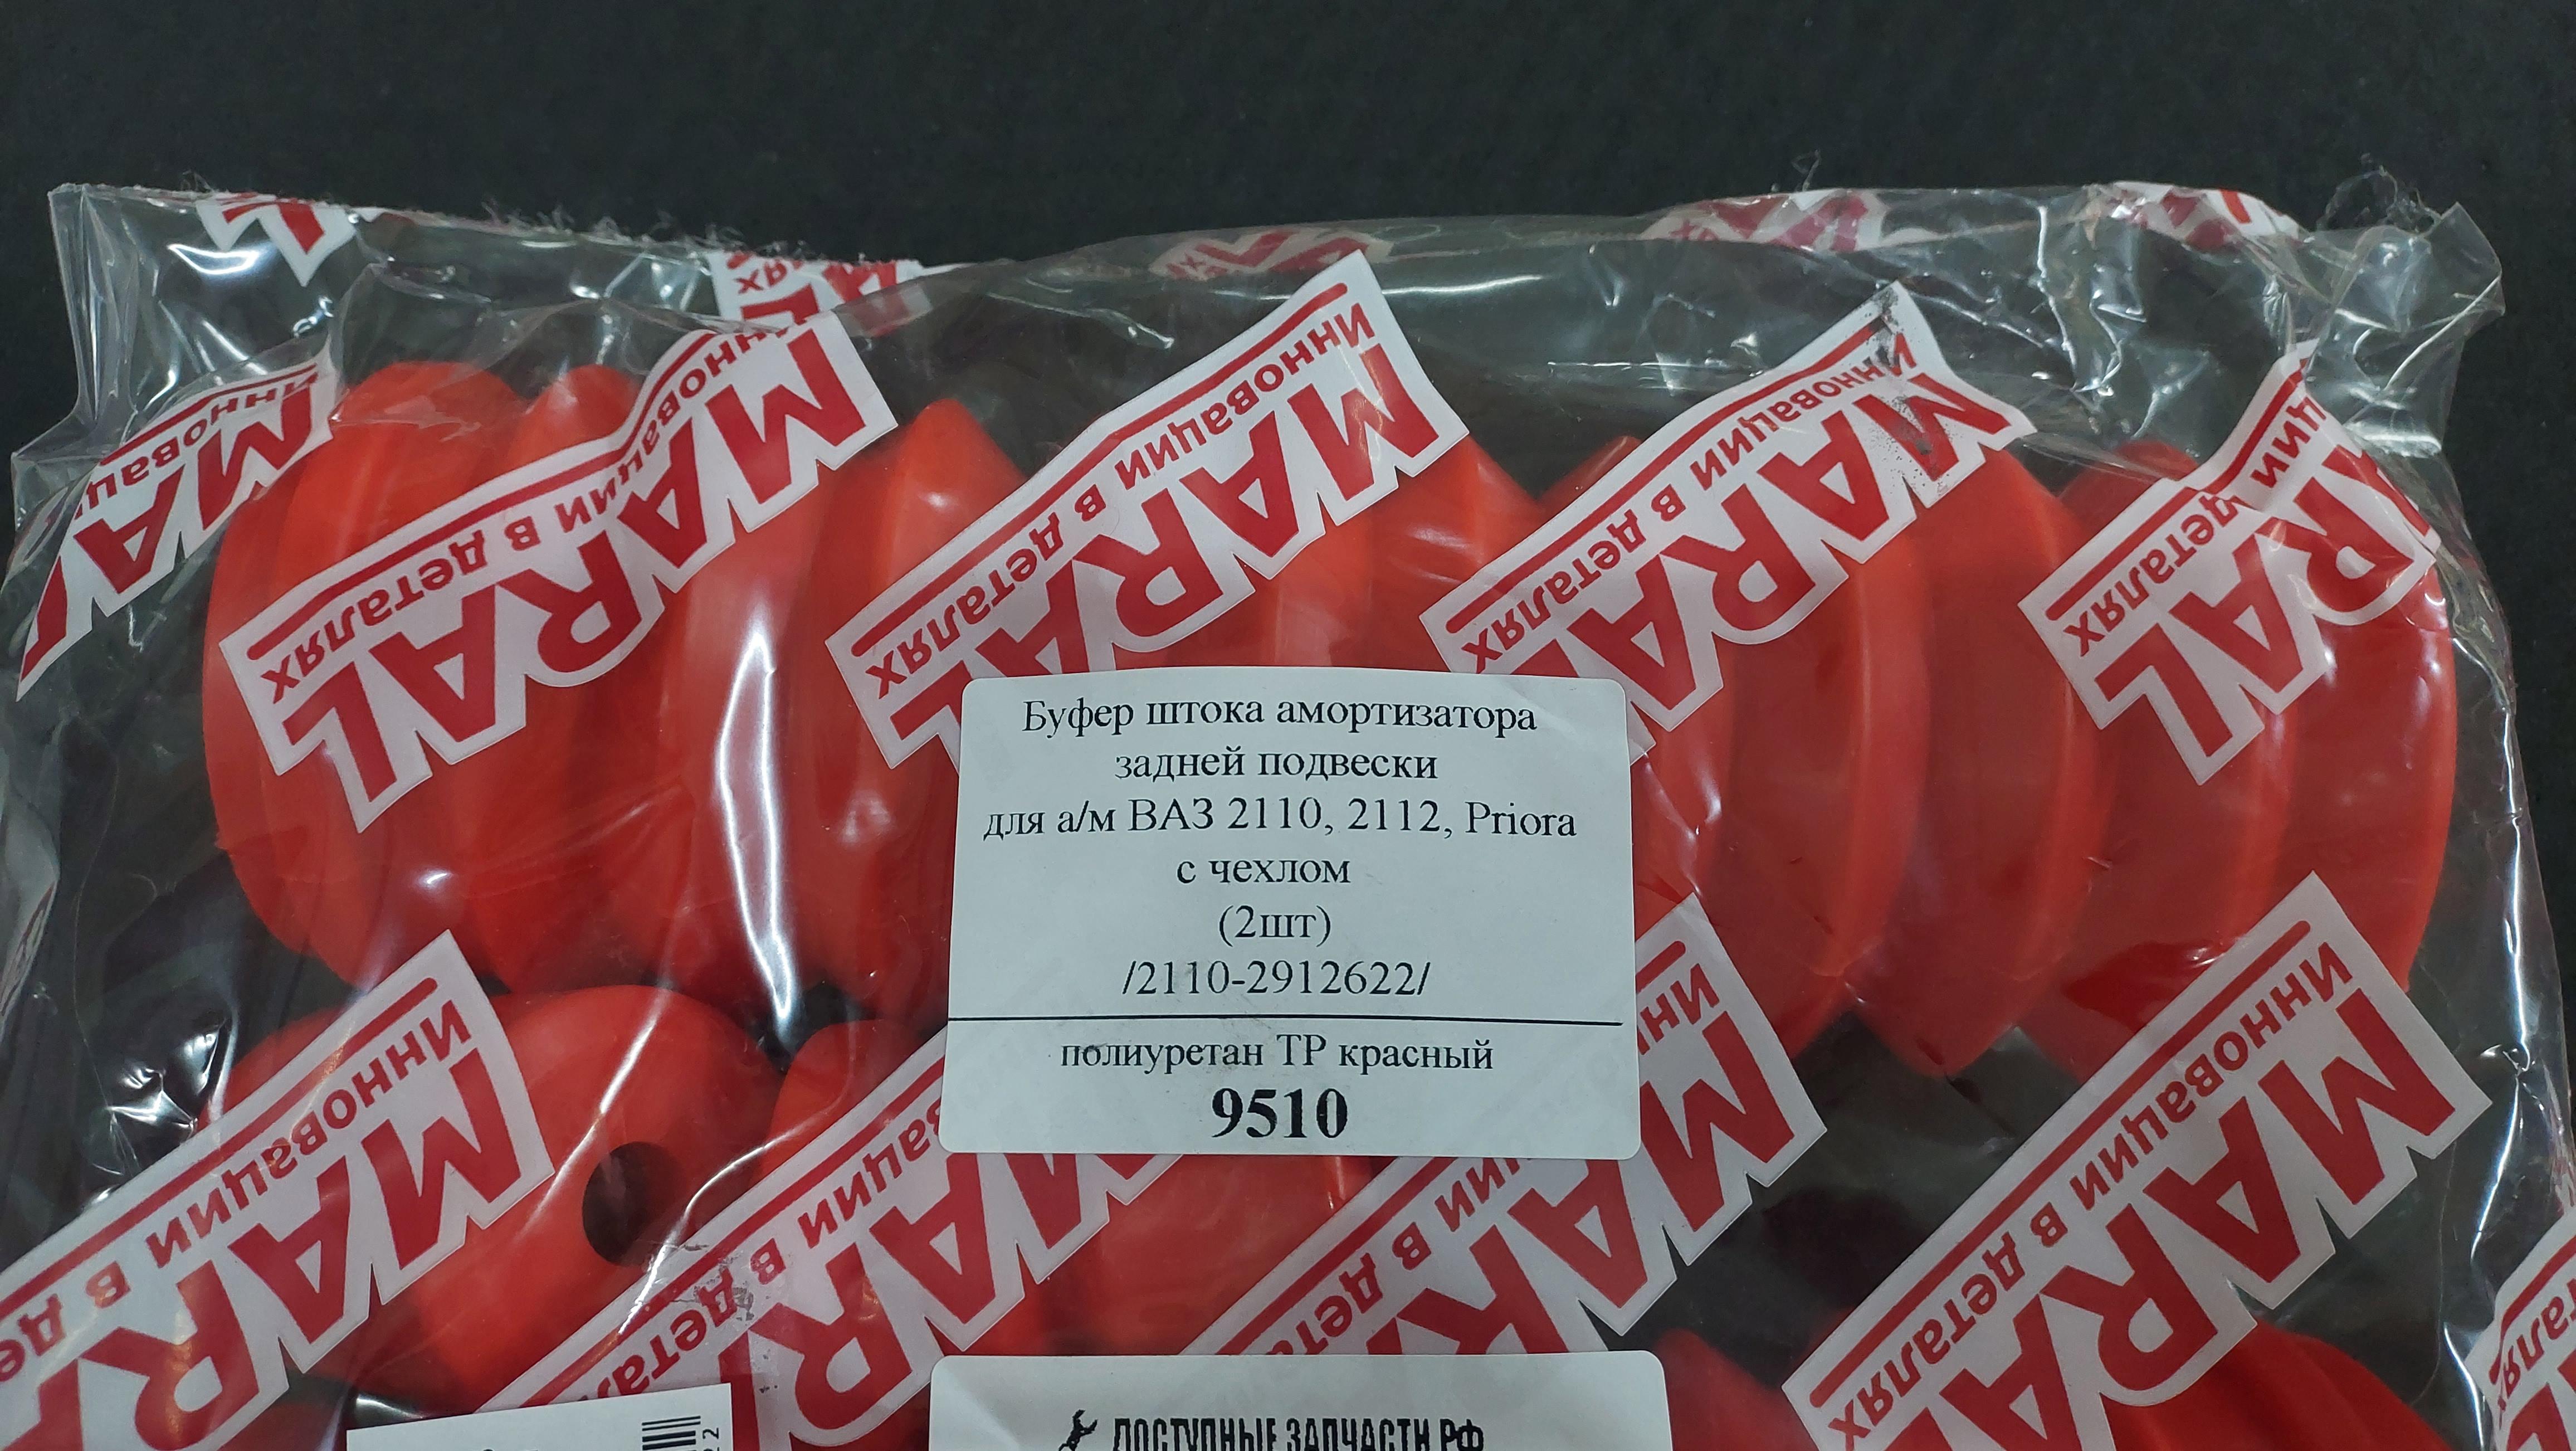 MARAL
Инновации в деталях
Буфер штока амортизатора
задней подвески
для а/м ВАЗ 2110, 2112, Priora
с чехлом
(2шт)
/2110-2912622/
полиуретан ТР красный
9510
ДОСТУПНЫЕ ЗАПЧАСТИ.РФ